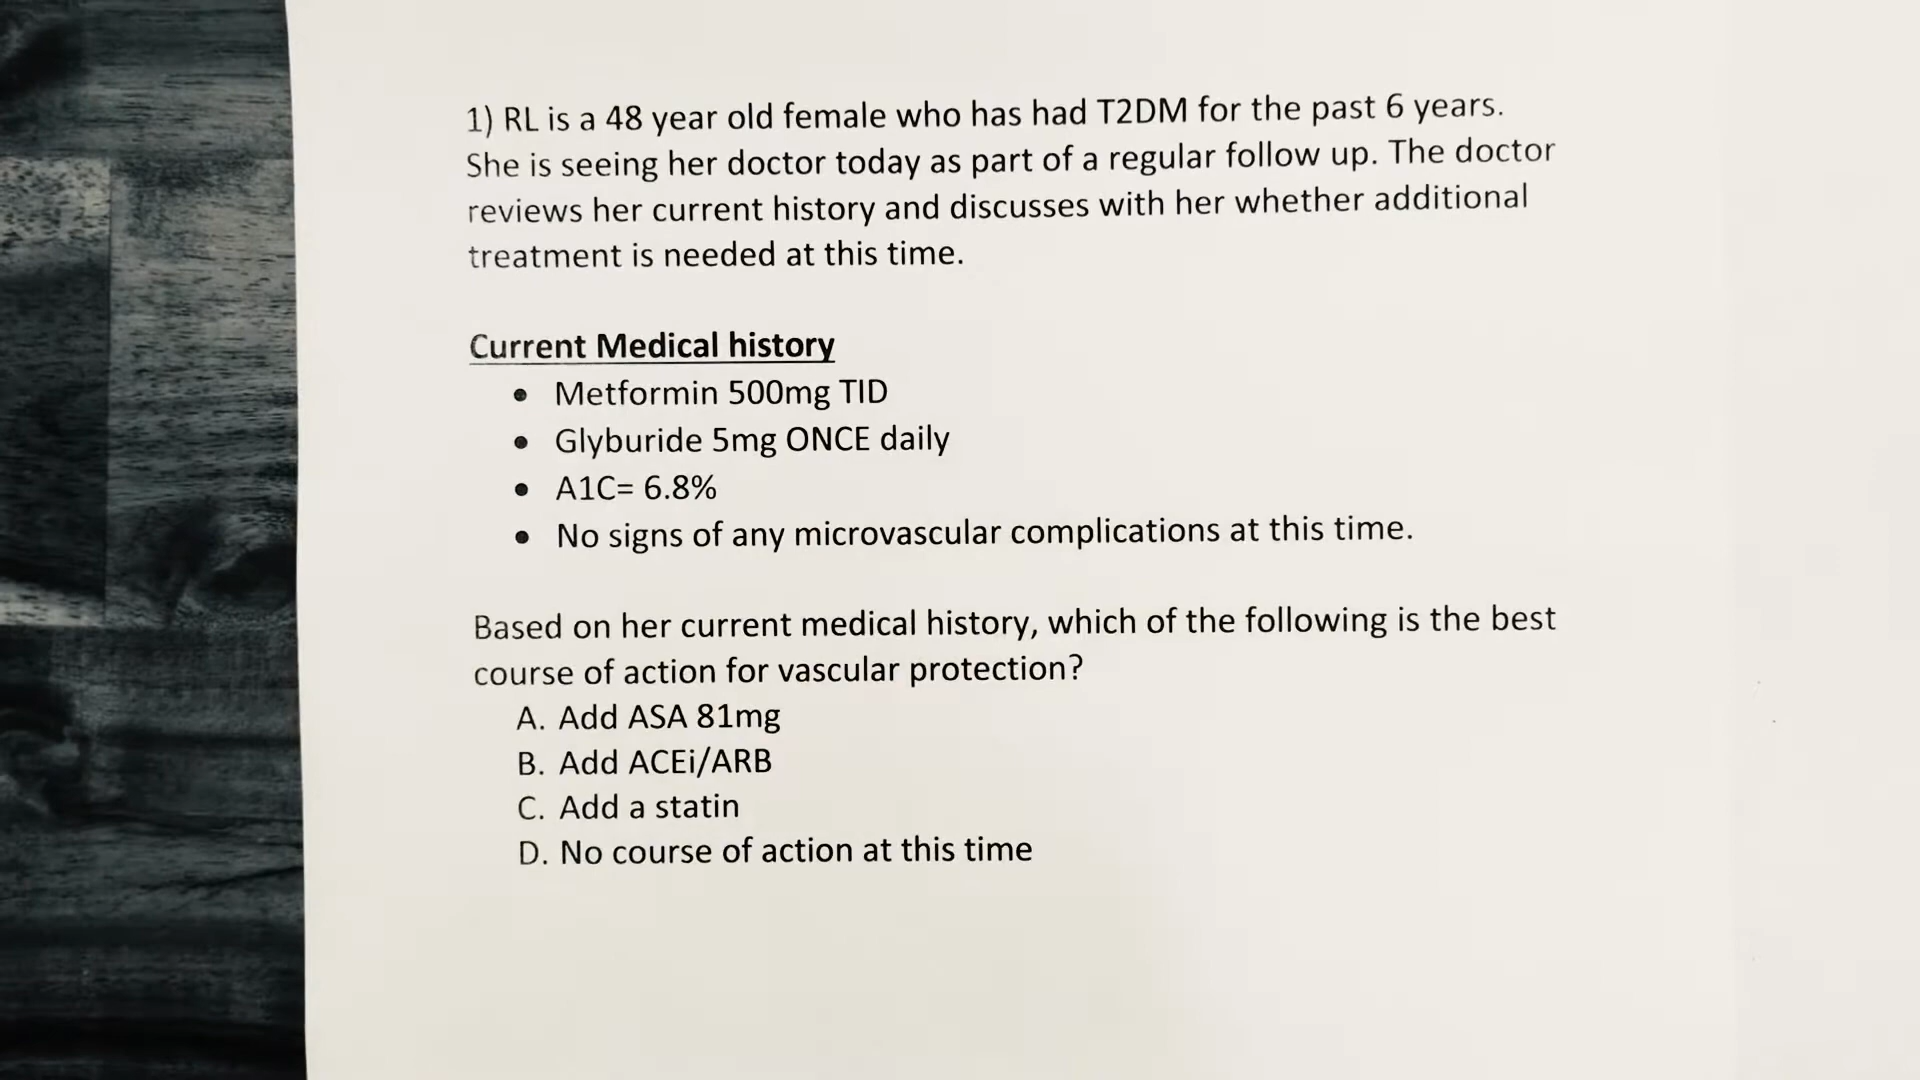 1) RL is a 48 year old female who has had T2DM for the past 6 years.
She is seeing her doctor today as part of a regular follow up. The doctor
reviews her current history and discusses with her whether additional
treatment is needed at this time.
Current Medical history
• Metformin 500mg TID
• Glyburide 5mg ONCE daily
• A1C= 6.8%
• No signs of any microvascular complications at this time.
Based on her current medical history, which of the following is the best
course of action for vascular protection?
A. Add ASA 81mg
B. Add ACEi/ARB
C. Add a statin
D. No course of action at this time